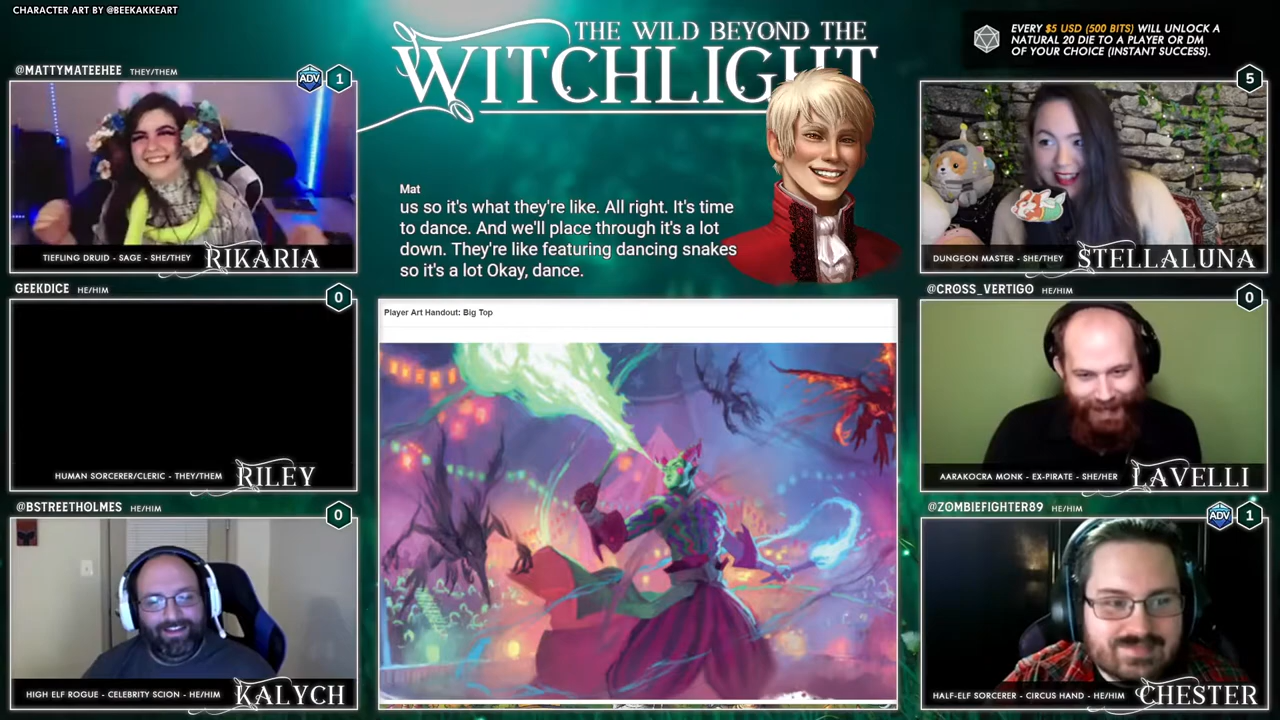 CHARACTER ART BY @BEEKAKKEART
THE WILD BEYOND THE
WITCHLIGHT
EVERY $5 USD (500 BITS) WILL UNLOCK A
NATURAL 20 DIE TO A PLAYER OR DM
OF YOUR CHOICE (INSTANT SUCCESS).
@MATTYMATEEHEE THEY/THEM
ADV 1
TIEFLING DRUID - SAGE - SHE/THEY RIKARIA
Mat
us so it's what they're like. All right. It's time
to dance. And we'll place through it's a lot
down. They're like featuring dancing snakes
so it's a lot Okay, dance.
5
DUNGEON MASTER - SHE/THEY STELLALUNA
GEEKDICE HE/HIM
0
HUMAN SORCERER/CLERIC - THEY/THEM RILEY
Player Art Handout: Big Top
@CROSS_VERTIGO HE/HIM
0
AARAKOCRA MONK - EX-PIRATE - SHE/HER LAVELLI
@BSTREETHOLMES HE/HIM
0
HIGH ELF ROGUE - CELEBRITY SCION - HE/HIM KALYCH
@ZOMBIEFIGHTER89 HE/HIM
ADV 1
HALF-ELF SORCERER - CIRCUS HAND - HE/HIM CHESTER